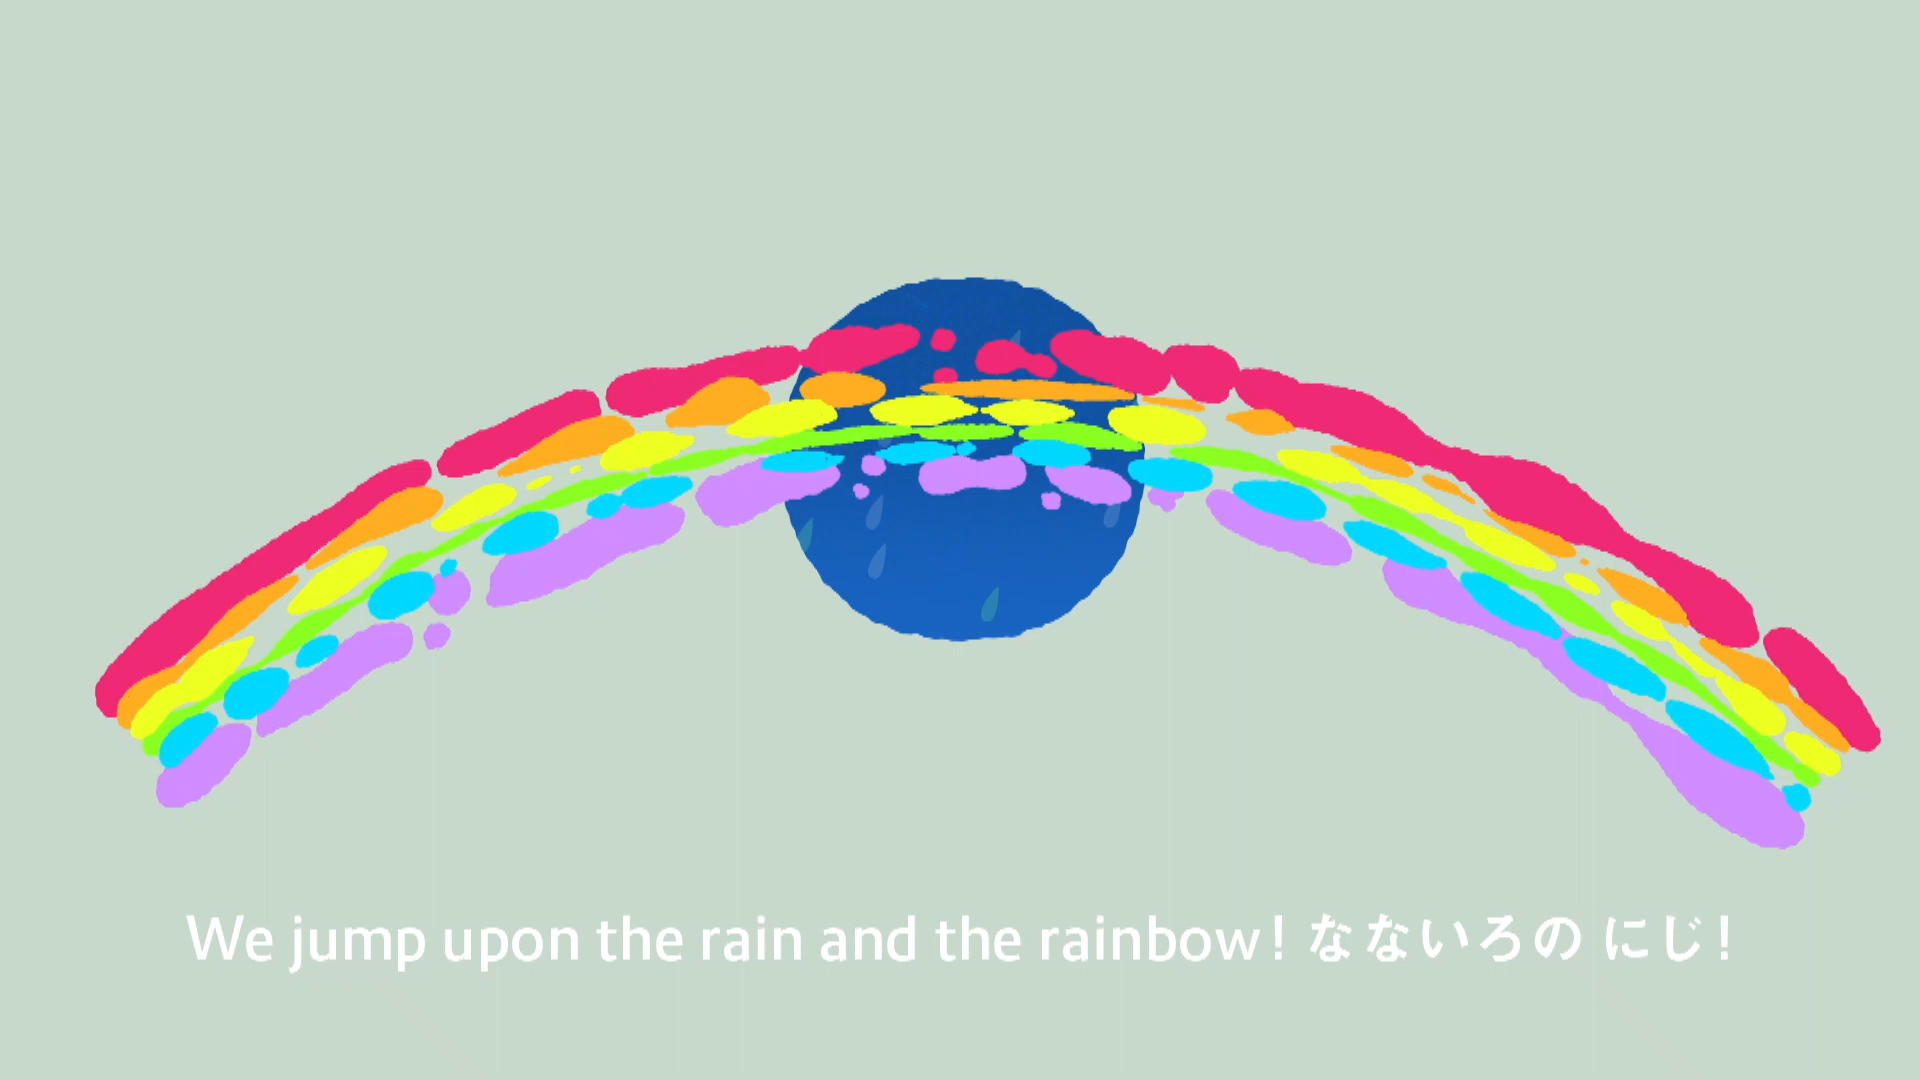 We jump upon the rain and the rainbow! なないろの にじ!